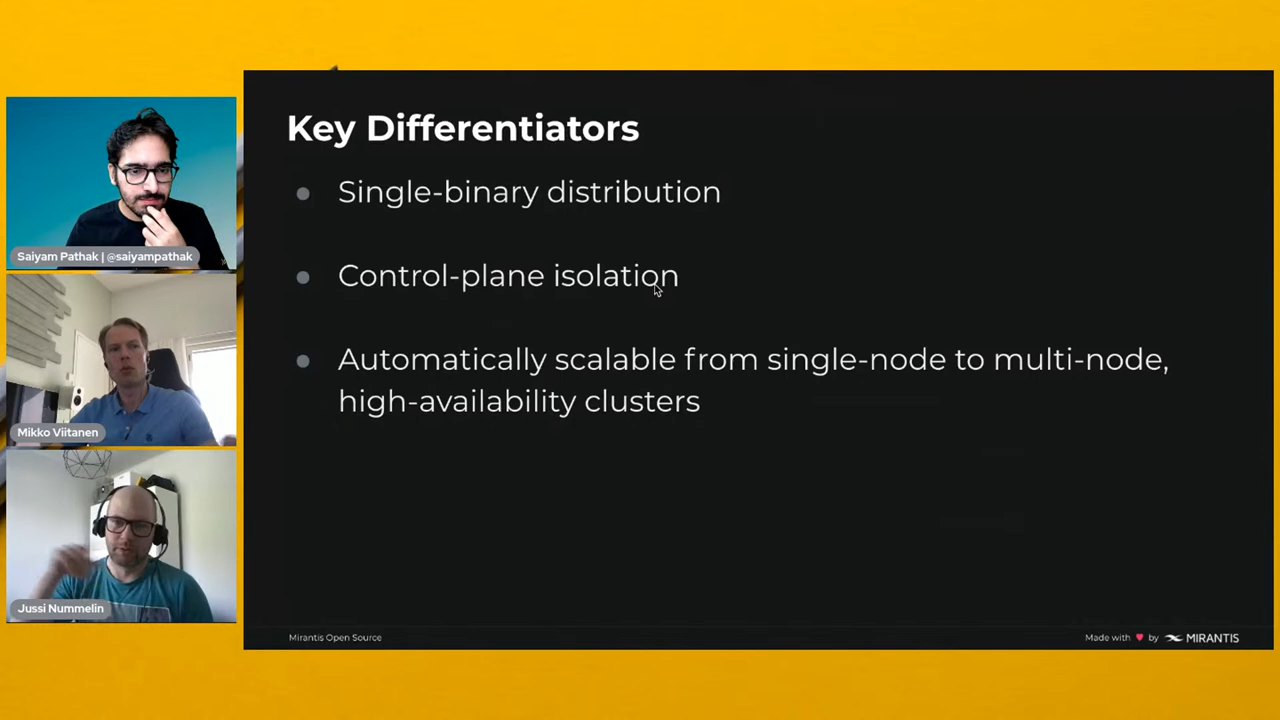 Key Differentiators
Single-binary distribution
Control-plane isolation
Automatically scalable from single-node to multi-node,
high-availability clusters
Saiyam Pathak | @saiyampathak
Mikko Viitanen
Jussi Nummelin
Mirantis Open Source
Made with ♥ by MIRANTIS